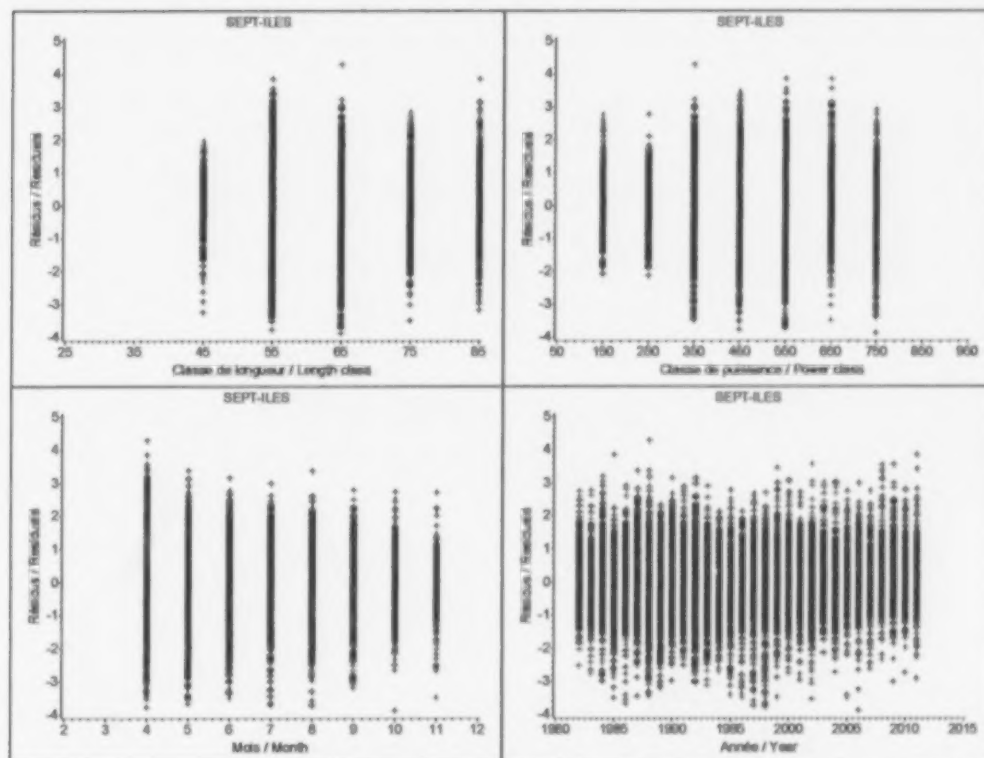 SEPT-ILES
5
4
3
2
1
0
-1
-2
-3
-4
Résidus / Residuals
25 35 45 55 65 75 85
Classe de longueur / Length class
SEPT-ILES
5
4
3
2
1
0
-1
-2
-3
-4
Résidus / Residuals
50 150 250 350 450 550 650 750 850 950
Classe de puissance / Power class
SEPT-ILES
5
4
3
2
1
0
-1
-2
-3
-4
Résidus / Residuals
2 3 4 5 6 7 8 9 10 11 12
Mois / Month
SEPT-ILES
5
4
3
2
1
0
-1
-2
-3
-4
Résidus / Residuals
1980 1985 1990 1995 2000 2005 2010 2015
Année / Year